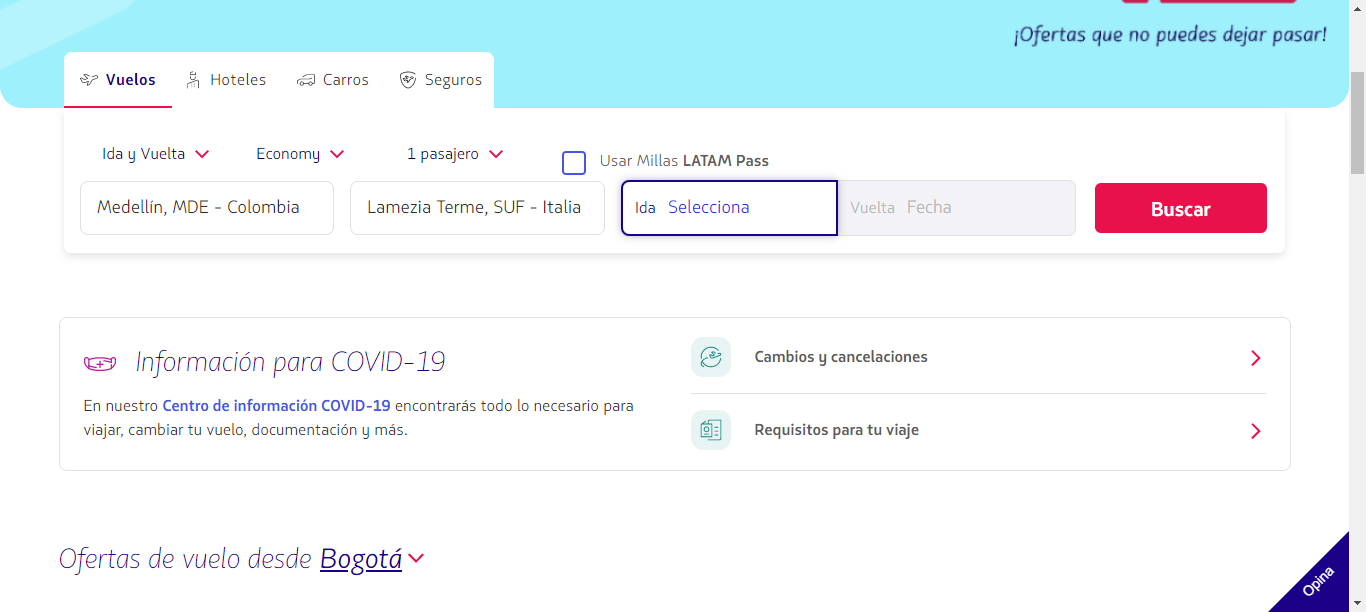 ¡Ofertas que no puedes dejar pasar!
Vuelos Hoteles Carros Seguros
Ida y Vuelta Economy 1 pasajero Usar Millas LATAM Pass
Medellín, MDE - Colombia Lamezia Terme, SUF - Italia Ida Selecciona Vuelta Fecha Buscar
Información para COVID-19
En nuestro Centro de información COVID-19 encontrarás todo lo necesario para
viajar, cambiar tu vuelo, documentación y más.
Cambios y cancelaciones
Requisitos para tu viaje
Ofertas de vuelo desde Bogotá
Opina